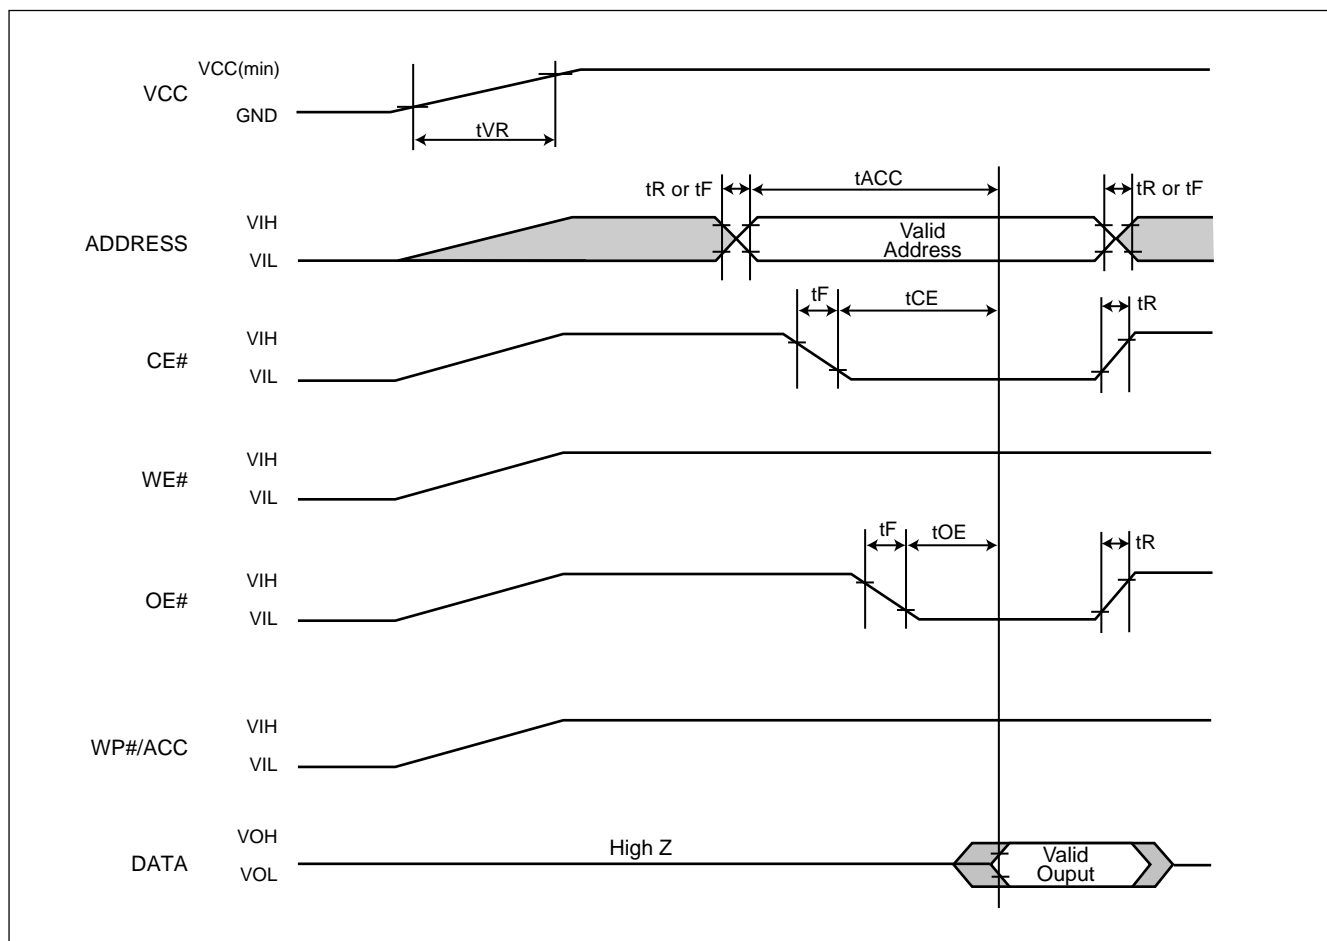 VCC
VCC(min)
GND
tVR
ADDRESS
VIH
VIL
tR or tF
tACC
tR or tF
Valid
Address
CE#
VIH
VIL
tF
tCE
tR
WE#
VIH
VIL
OE#
VIH
VIL
tF
tOE
tR
WP#/ACC
VIH
VIL
DATA
VOH
VOL
High Z
Valid
Ouput